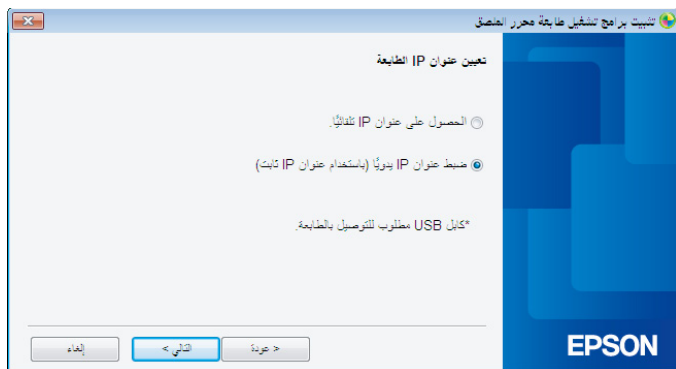 تثبيت برامج تشغيل طابعة محرر الملصق
تعيين عنوان IP الطابعة
الحصول على عنوان IP تلقائيًا.
ضبط عنوان IP يدويًا (باستخدام عنوان IP ثابت)
*كابل USB مطلوب للتوصيل بالطابعة.
< عودة
التالي >
إلغاء
EPSON